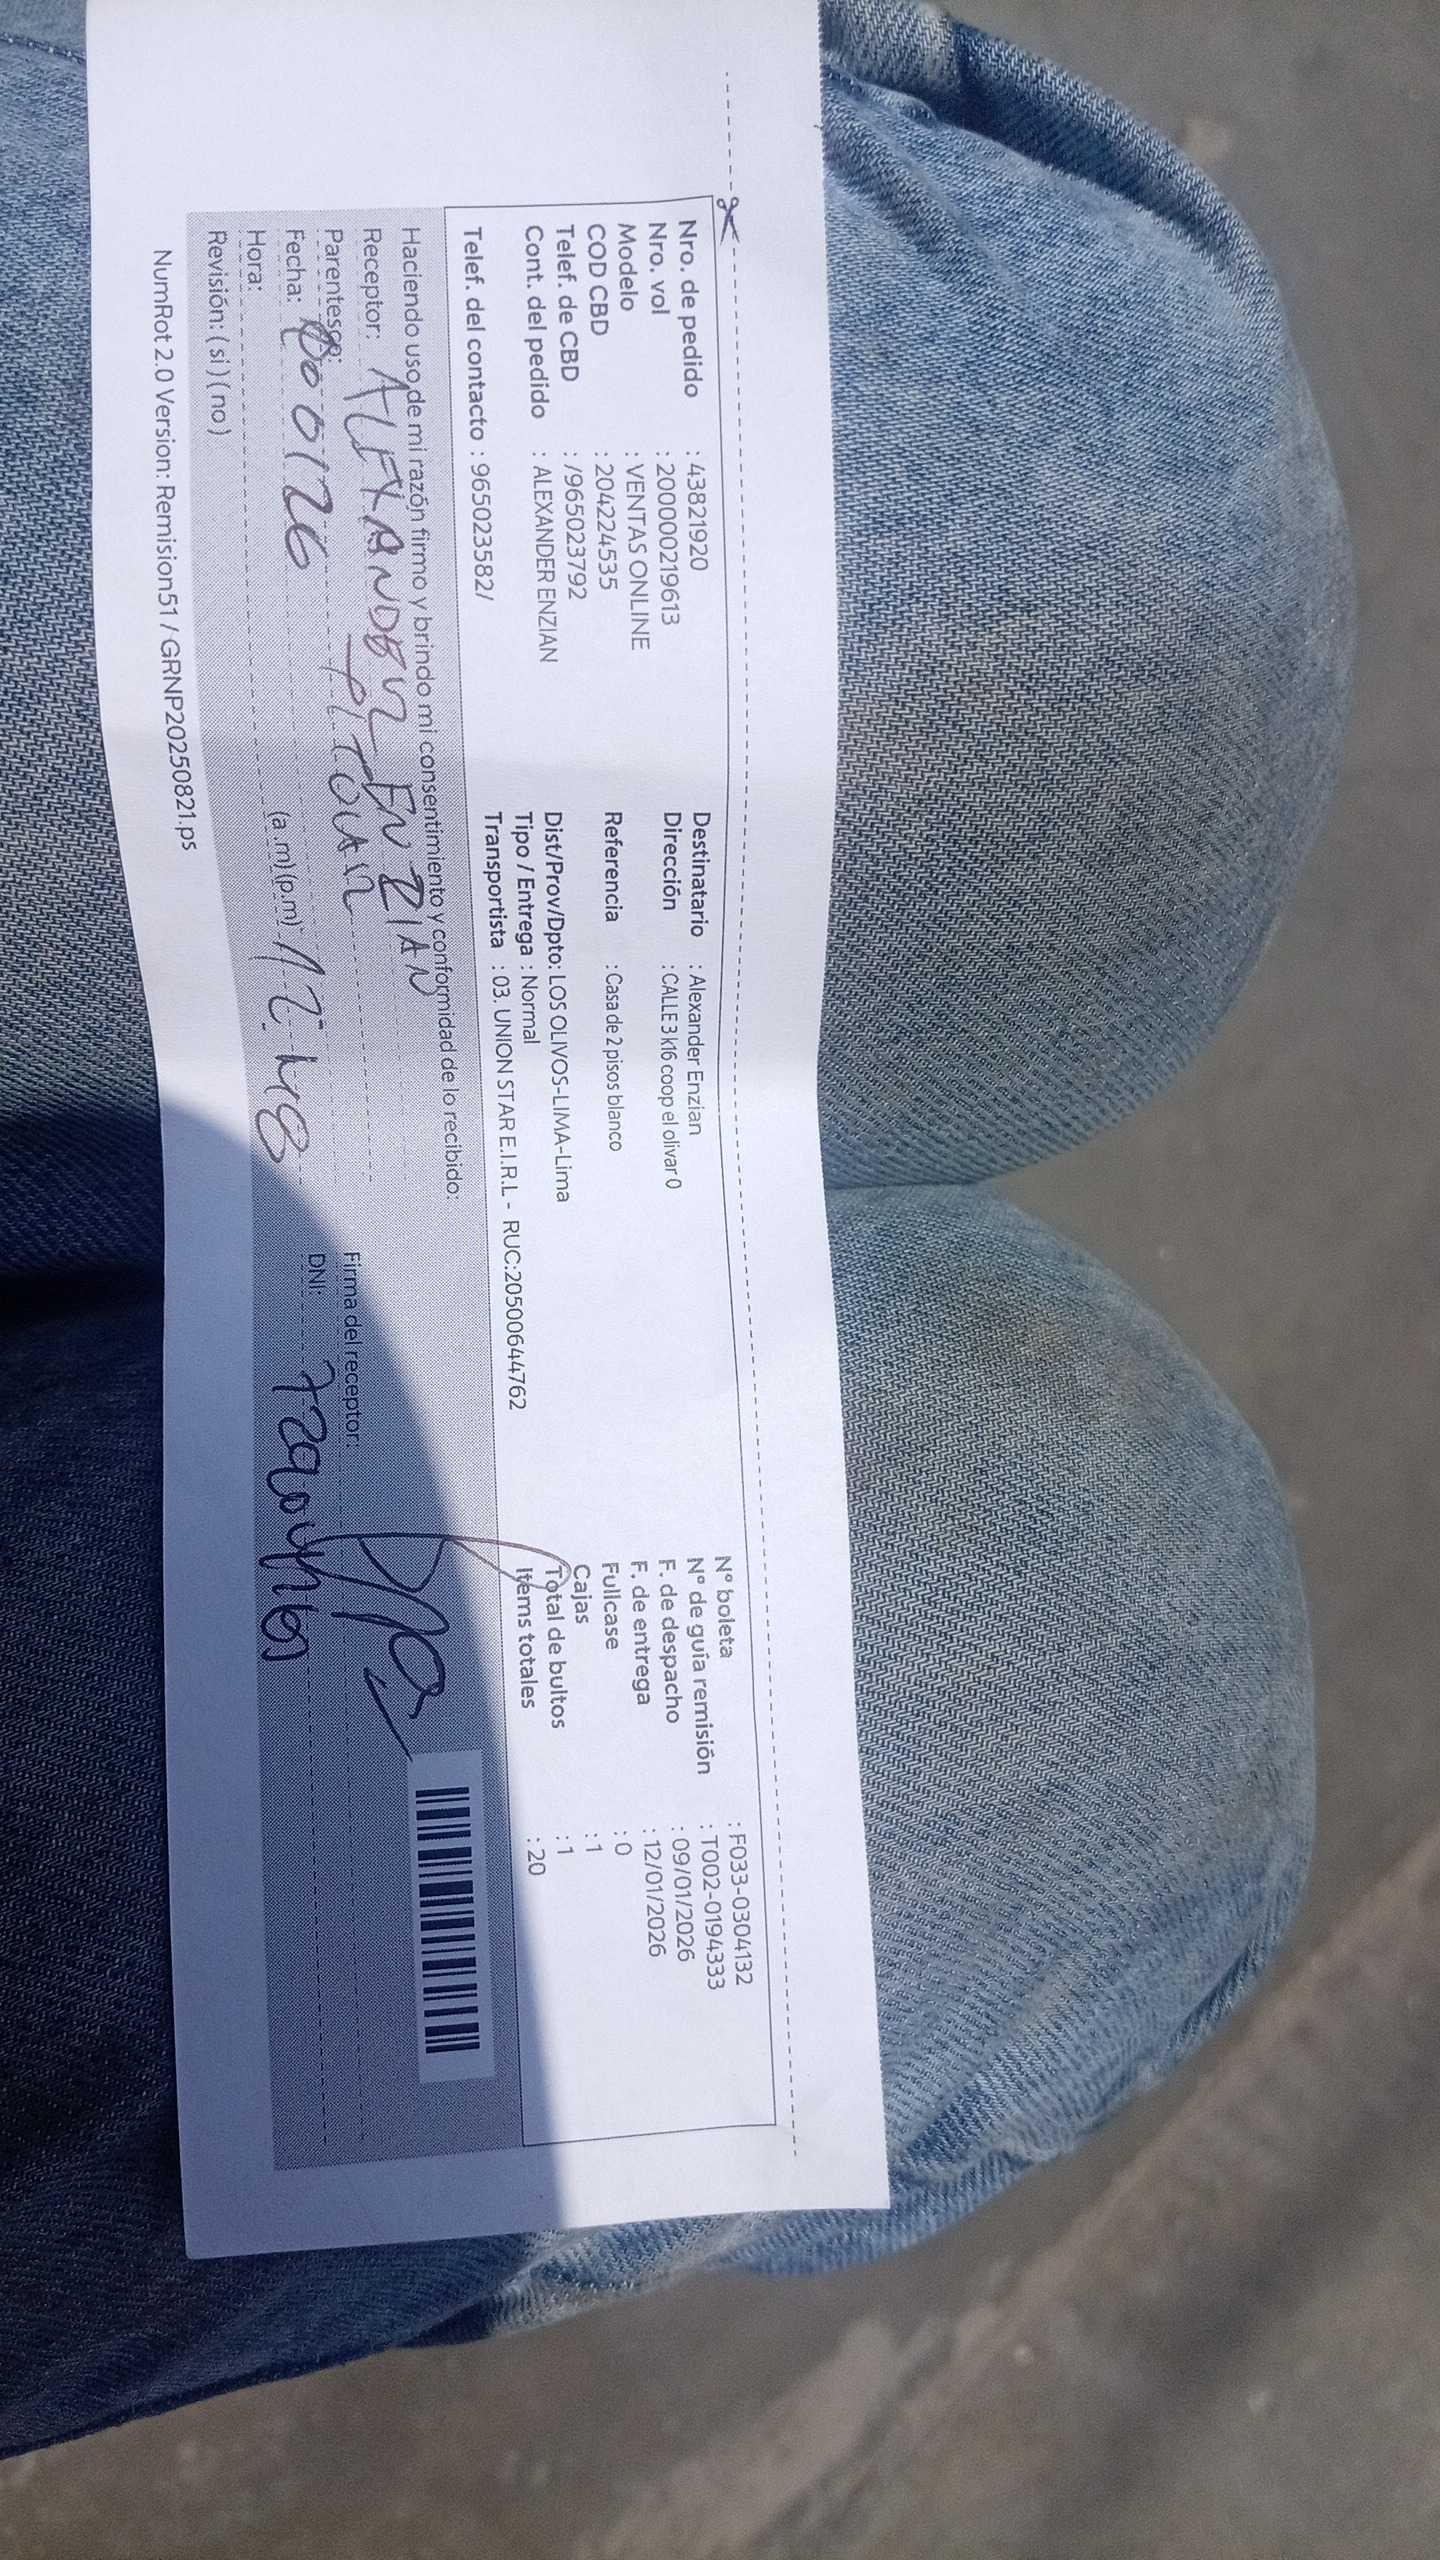 Nro. de pedido : 43821920
Nro. vol : 2000000219613
Modelo : VENTAS ONLINE
COD CBD : 204224535
Telef. de CBD : /965023792
Cont. del pedido : ALEXANDER ENZIAN
Telef. del contacto : 965023582/
Destinatario : Alexander Enzian
Dirección : CALLE 3 k16 coop el olivar 0
Referencia : Casa de 2 pisos blanco
Dist/Prov/Dpto: LOS OLIVOS-LIMA-Lima
Tipo / Entrega : Normal
Transportista : 03. UNION STAR E.I.R.L - RUC:20500644762
N° boleta : F033-0304132
N° de guía remisión : T002-0194333
F. de despacho : 09/01/2026
F. de entrega : 12/01/2026
Fullcase : 0
Cajas : 1
Total de bultos : 1
Items totales : 20
Haciendo uso de mi razón firmo y brindo mi consentimiento y conformidad de lo recibido:
Receptor: ALEXANDER ENZIAN
Parentesco:
Fecha:
Hora: (a.m) (p.m)
Revisión: ( si ) ( no )
Firma del receptor:
DNI:
NumRot 2.0 Version: Remision51 / GRNP20250821.ps